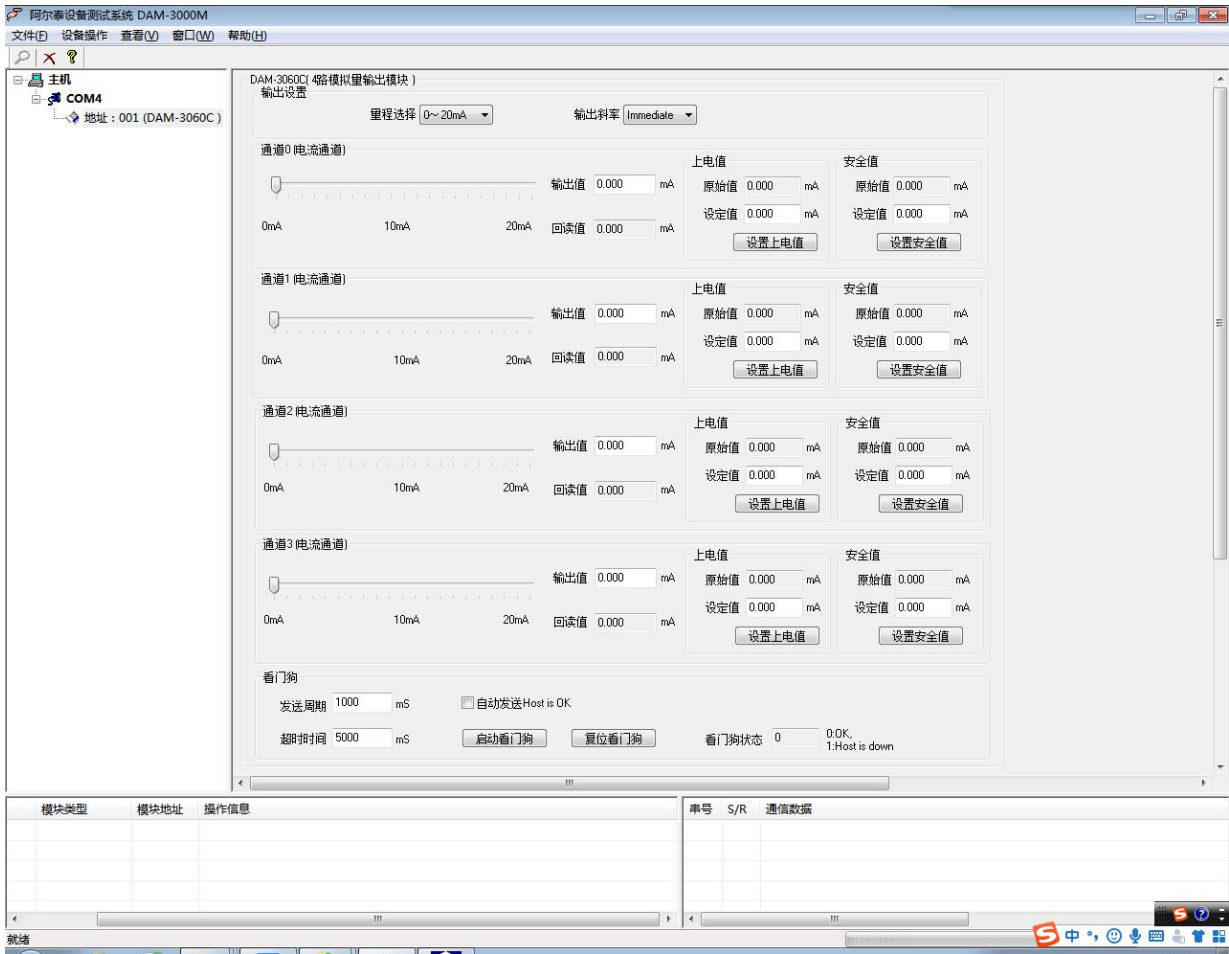 阿尔泰设备测试系统 DAM-3000M
文件(F) 设备操作 查看(V) 窗口(W) 帮助(H)
主机
COM4
地址：001 (DAM-3060C )
DAM-3060C( 4路模拟量输出模块 )
输出设置
量程选择 0~20mA 输出斜率 Immediate
通道0 (电流通道)
上电值 安全值
输出值 0.000 mA 原始值 0.000 mA 原始值 0.000 mA
设定值 0.000 mA 设定值 0.000 mA
0mA 10mA 20mA 回读值 0.000 mA
设置上电值 设置安全值
通道1 (电流通道)
上电值 安全值
输出值 0.000 mA 原始值 0.000 mA 原始值 0.000 mA
设定值 0.000 mA 设定值 0.000 mA
0mA 10mA 20mA 回读值 0.000 mA
设置上电值 设置安全值
通道2 (电流通道)
上电值 安全值
输出值 0.000 mA 原始值 0.000 mA 原始值 0.000 mA
设定值 0.000 mA 设定值 0.000 mA
0mA 10mA 20mA 回读值 0.000 mA
设置上电值 设置安全值
通道3 (电流通道)
上电值 安全值
输出值 0.000 mA 原始值 0.000 mA 原始值 0.000 mA
设定值 0.000 mA 设定值 0.000 mA
0mA 10mA 20mA 回读值 0.000 mA
设置上电值 设置安全值
看门狗
发送周期 1000 mS 自动发送Host is OK
超时时间 5000 mS 启动看门狗 复位看门狗 看门狗状态 0 0:OK,
1:Host is down
模块类型 模块地址 操作信息 串号 S/R 通信数据
就绪
中